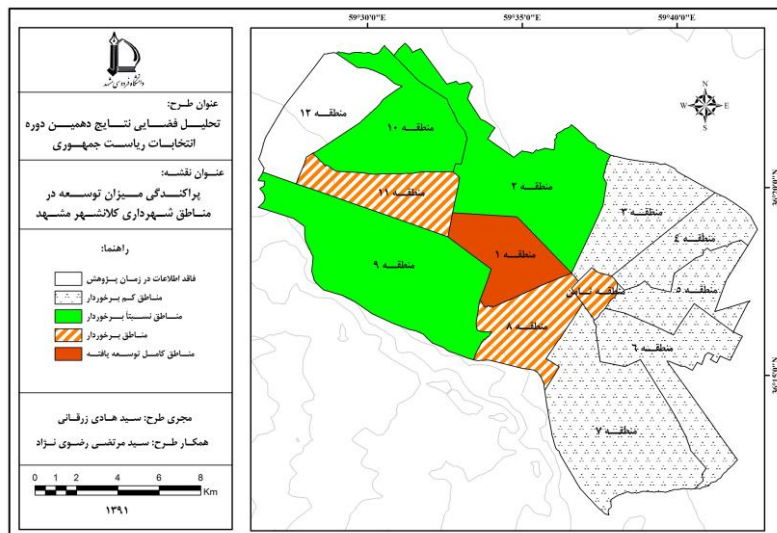 دانشگاه فردوسی مشهد
عنوان طرح:
تحلیل فضایی نتایج دهمین دوره
انتخابات ریاست جمهوری
عنوان نقشه:
پراکندگی میزان توسعه در
مناطق شهرداری کلانشهر مشهد
راهنما:
فاقد اطلاعات در زمان پژوهش
مناطق کم برخوردار
مناطق نسبتاً برخوردار
مناطق برخوردار
مناطق کامل توسعه یافته
مجری طرح: سید هادی زرقانی
همکار طرح: سید مرتضی رضوی نژاد
0 1 2 4 6 8
Km
۱۳۹۱
59°30'0"E 59°35'0"E 59°40'0"E
N
W E
S
منطقه ۱۲
منطقه ۱۰
منطقه ۲
منطقه ۱۱
منطقه ۳
منطقه ۴
منطقه ۱
منطقه ۹
منطقه ۵
منطقه ثامن
منطقه ۸
منطقه ۶
منطقه ۷